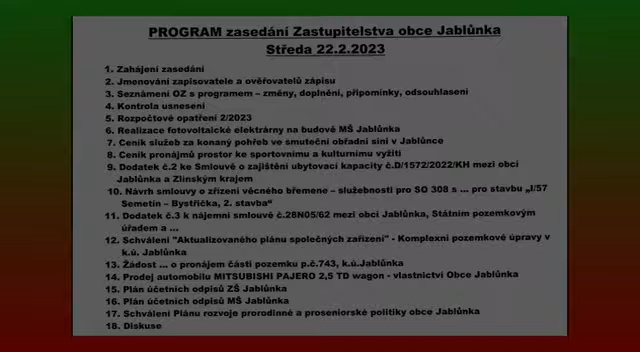 PROGRAM zasedání Zastupitelstva obce Jablůnka
Středa 22.2.2023
1. Zahájení zasedání
2. Jmenování zapisovatele a ověřovatelů zápisu
3. Seznámení OZ s programem – změny, doplnění, připomínky, odsouhlasení
4. Kontrola usnesení
5. Rozpočtové opatření 2/2023
6. Realizace fotovoltaické elektrárny na budově MŠ Jablůnka
7. Ceník služeb za konaný pohřeb ve smuteční obřadní síni v Jablůnce
8. Ceník pronájmů prostor ke sportovnímu a kulturnímu vyžití
9. Dodatek č.2 ke Smlouvě o zajištění ubytovací kapacity č.D/1572/2022/KH mezi obcí
Jablůnka a Zlínským krajem
10. Návrh smlouvy o zřízení věcného břemene – služebnosti pro SO 308 s ... pro stavbu „I/57
Semetín – Bystřička, 2. stavba“
11. Dodatek č.3 k nájemní smlouvě č.28N05/62 mezi obcí Jablůnka, Státním pozemkovým
úřadem a ...
12. Schválení "Aktualizovaného plánu společných zařízení" - Komplexní pozemkové úpravy v
k.ú. Jablůnka
13. Žádost ... o pronájem části pozemku p.č.743, k.ú.Jablůnka
14. Prodej automobilu MITSUBISHI PAJERO 2,5 TD wagon - vlastnictví Obce Jablůnka
15. Plán účetních odpisů ZŠ Jablůnka
16. Plán účetních odpisů MŠ Jablůnka
17. Schválení Plánu rozvoje prorodinné a proseniorské politiky obce Jablůnka
18. Diskuse